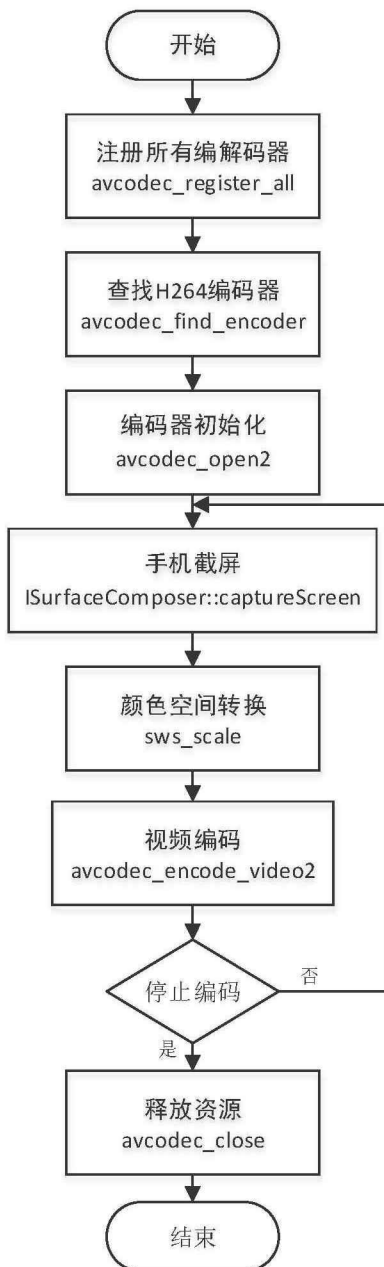 开始
注册所有编解码器
avcodec_register_all
查找H264编码器
avcodec_find_encoder
编码器初始化
avcodec_open2
手机截屏
ISurfaceComposer::captureScreen
颜色空间转换
sws_scale
视频编码
avcodec_encode_video2
停止编码
否
是
释放资源
avcodec_close
结束